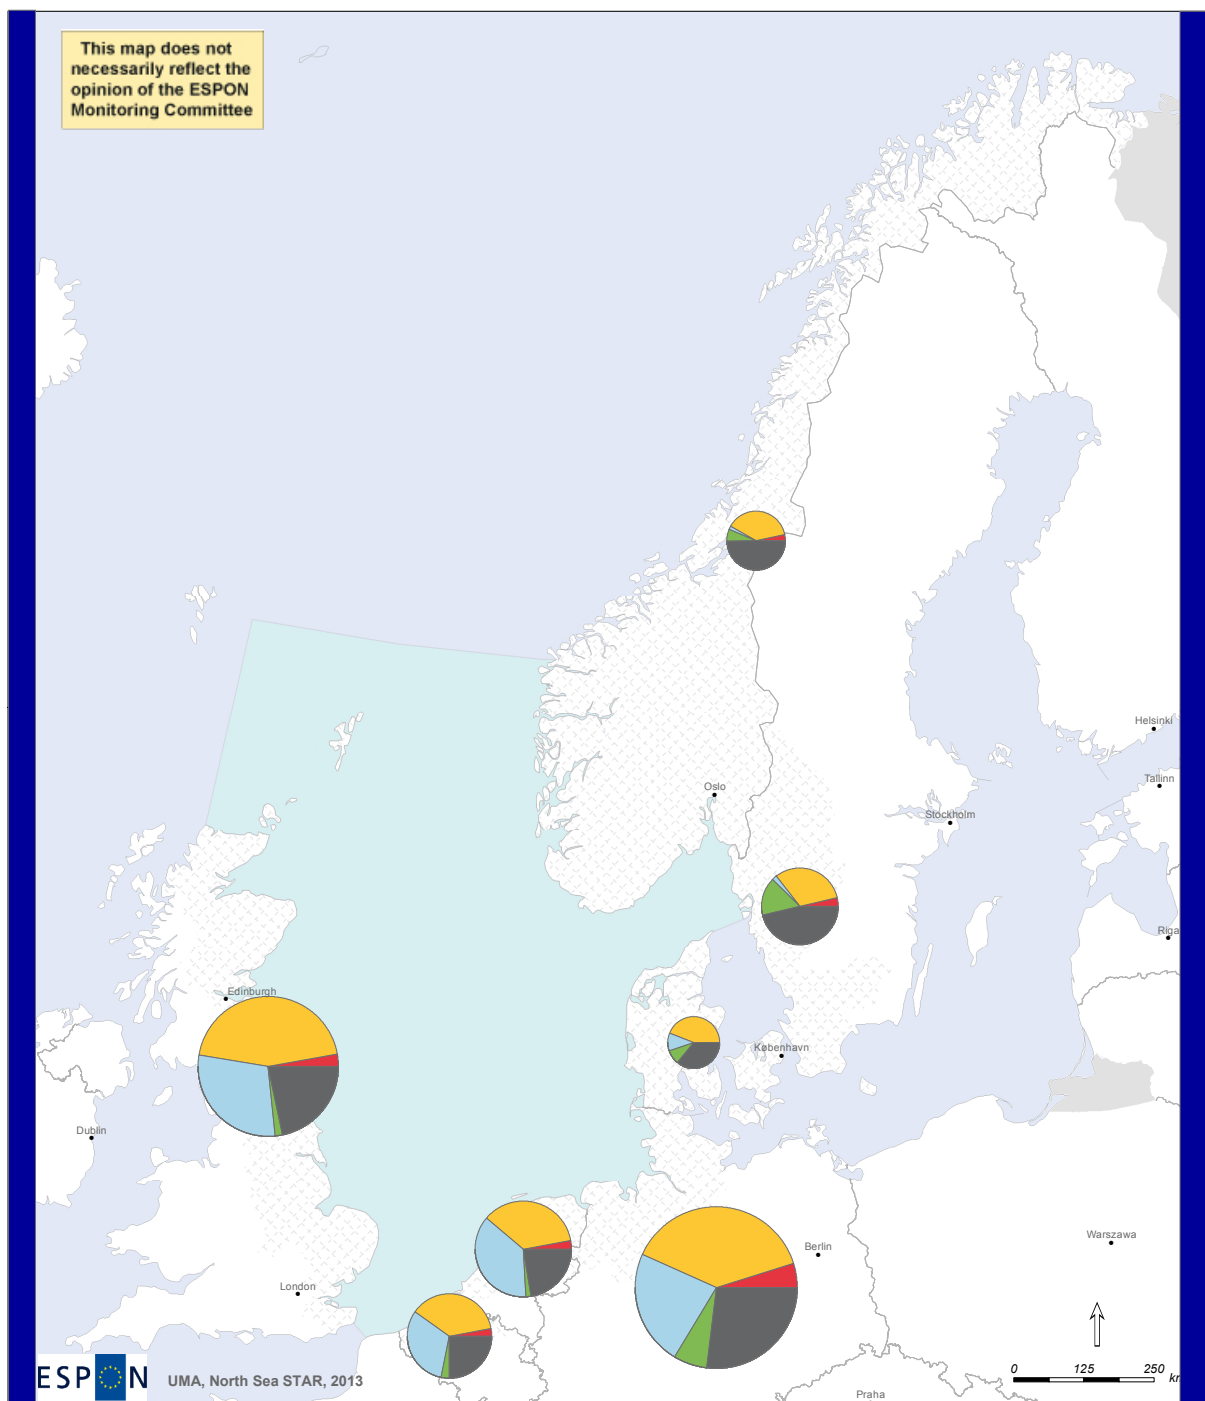 This map does not
necessarily reflect the
opinion of the ESPON
Monitoring Committee
Helsinki
Tallinn
Oslo
Stockholm
Riga
Edinburgh
København
Dublin
Warszawa
Berlin
London
0 125 250
km
ESPON
UMA, North Sea STAR, 2013
Praha